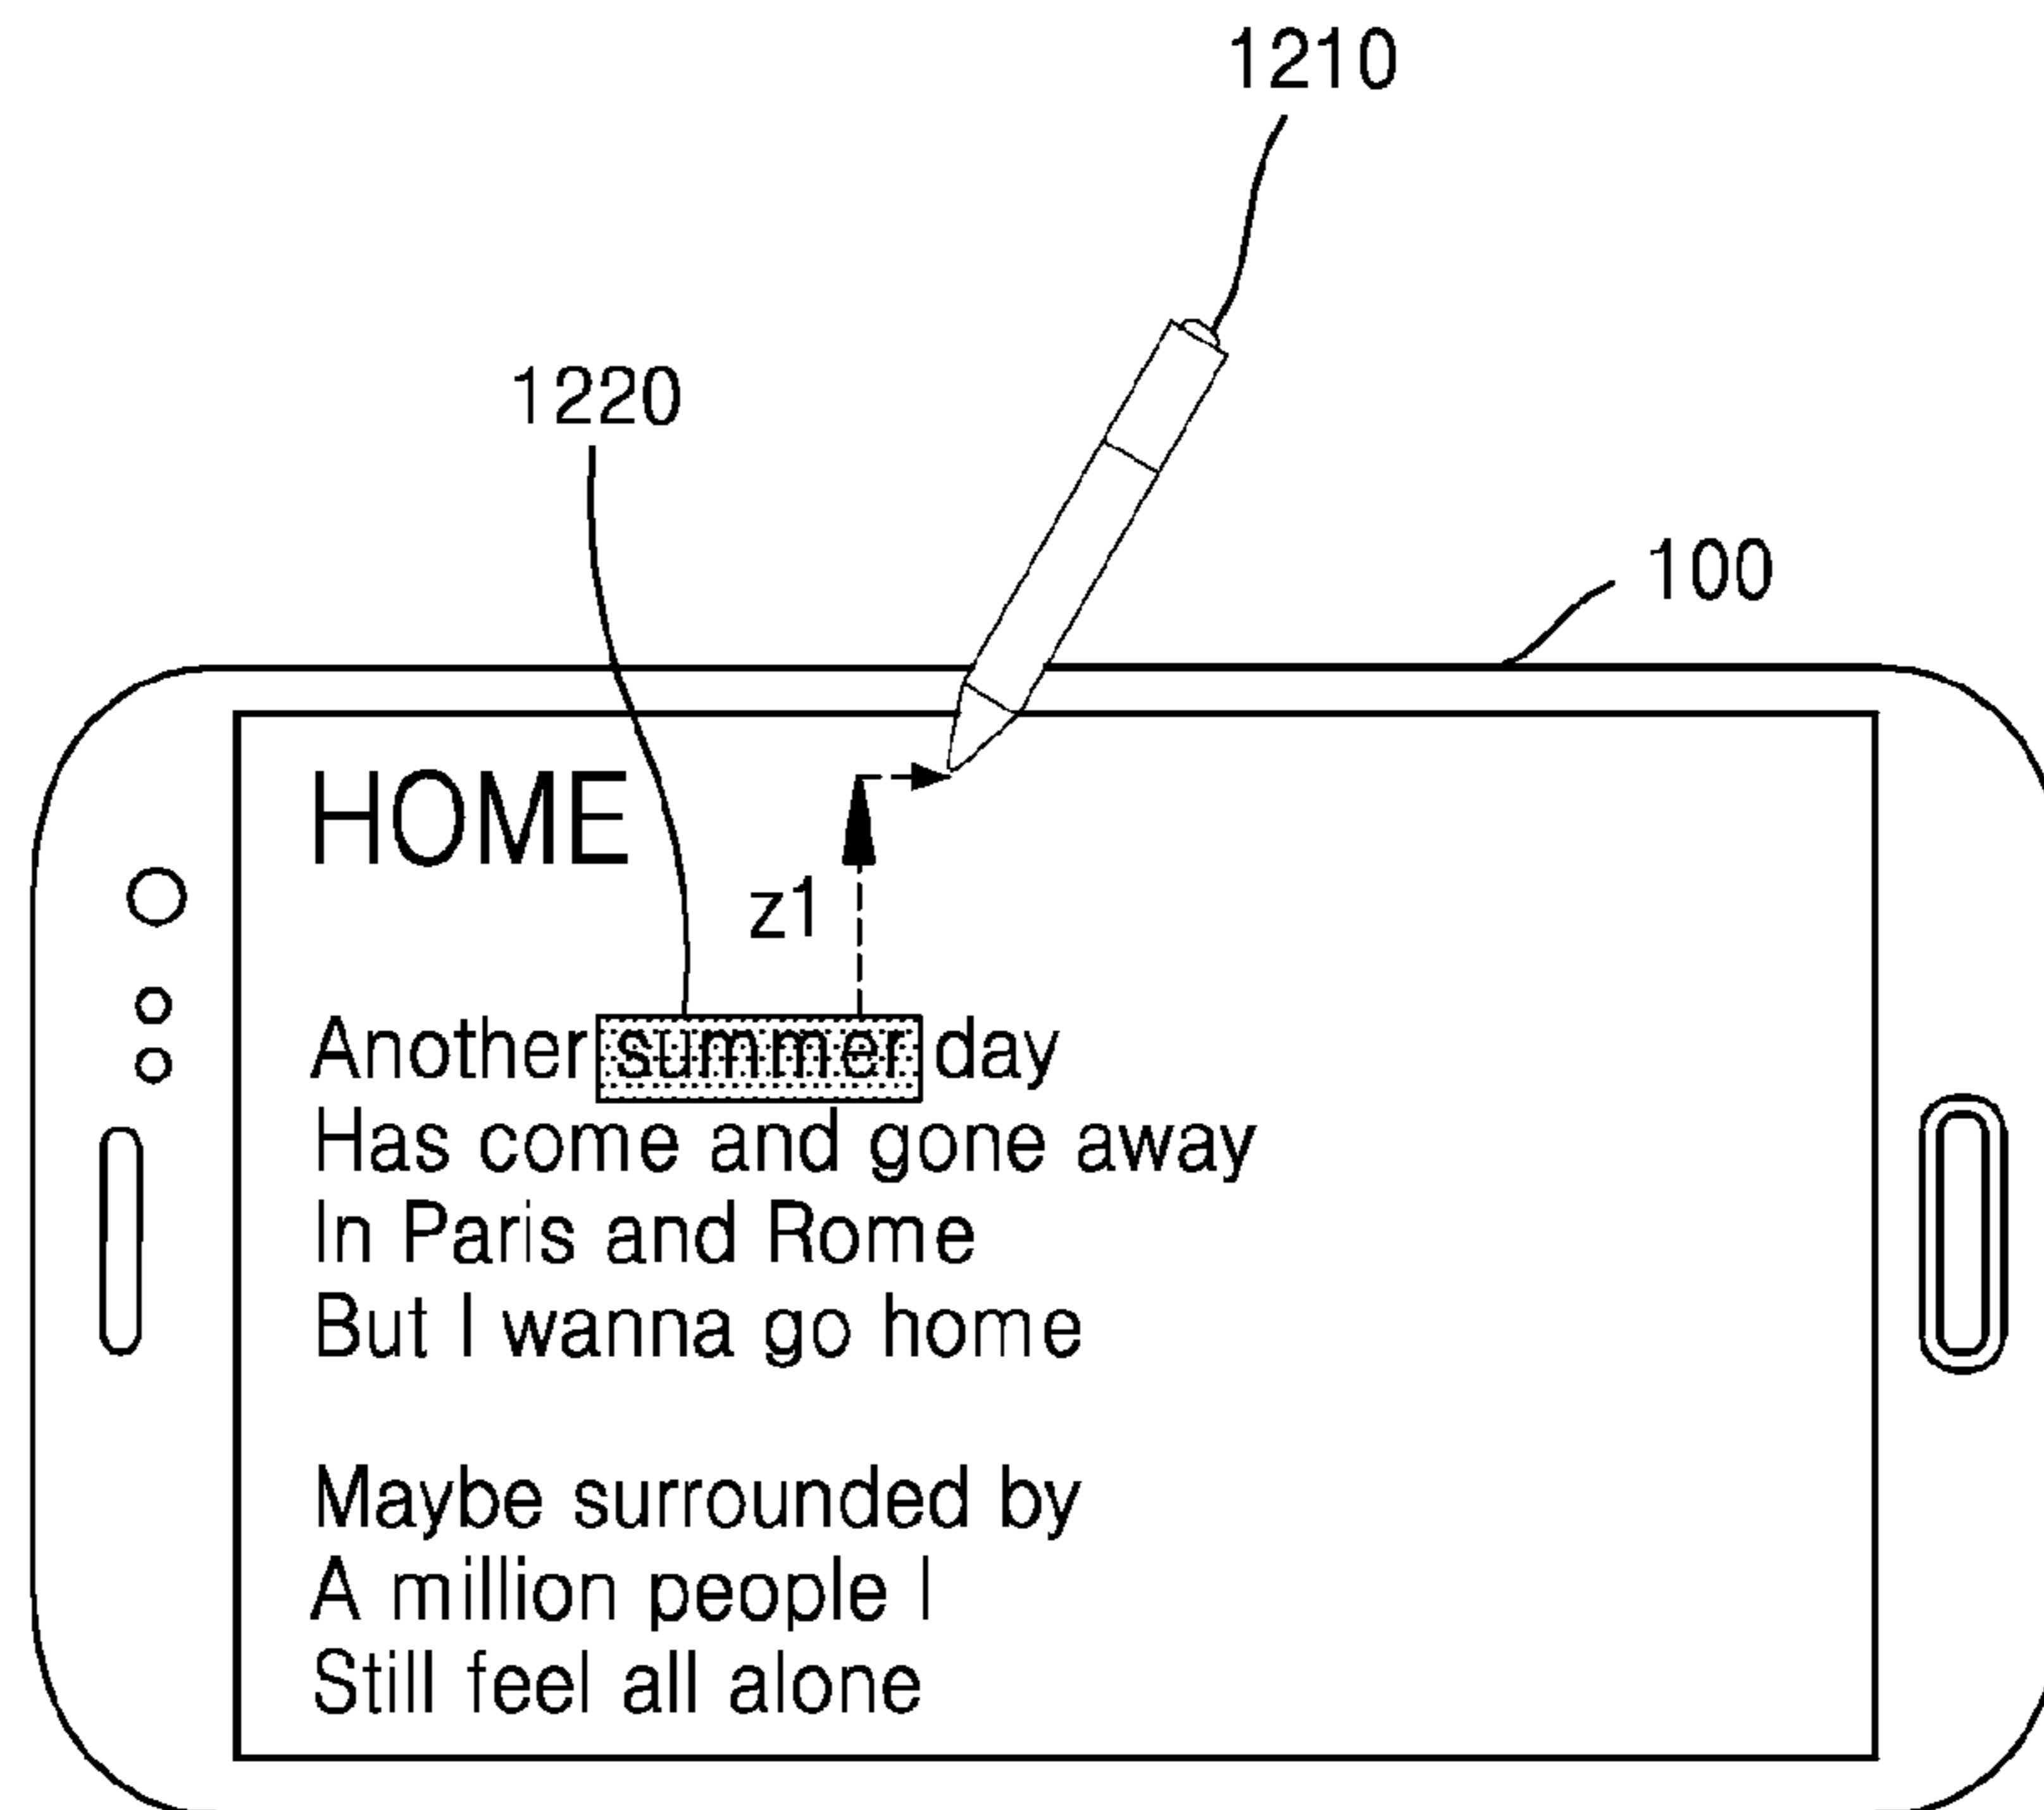 1210
1220
100
HOME
z1
Another summer day
Has come and gone away
In Paris and Rome
But I wanna go home
Maybe surrounded by
A million people I
Still feel all alone